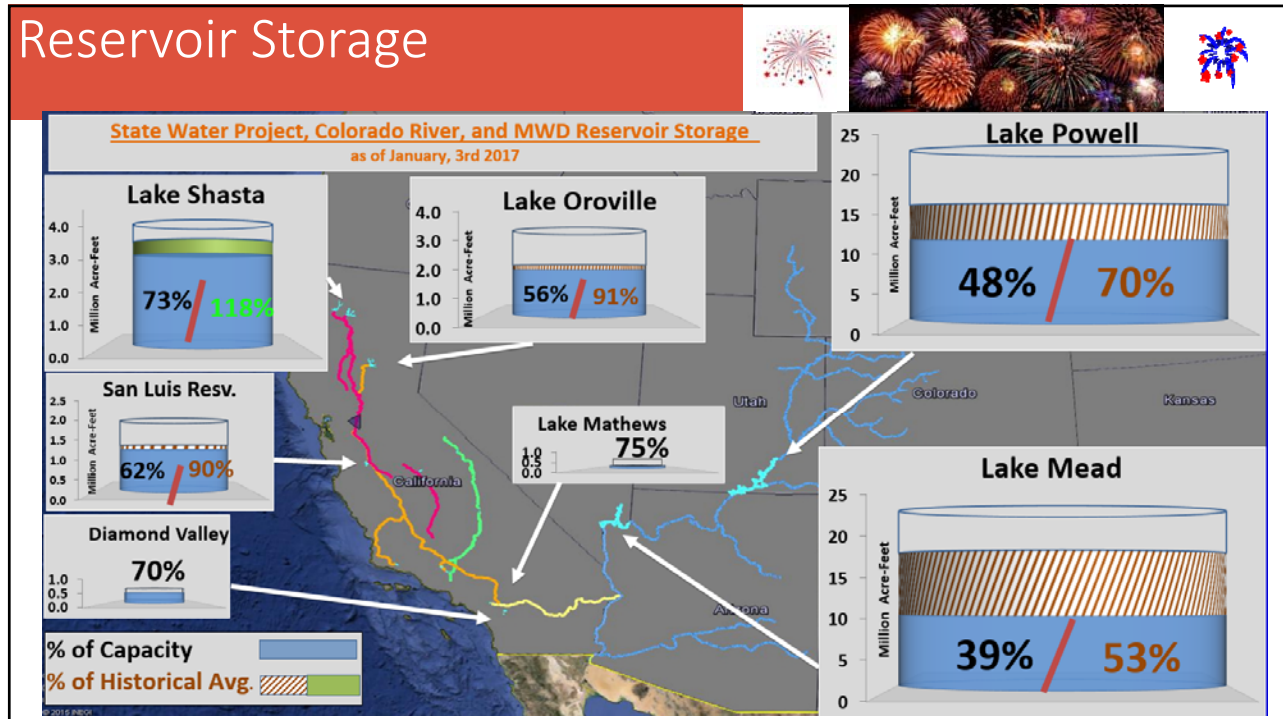 Reservoir Storage
State Water Project, Colorado River, and MWD Reservoir Storage
as of January, 3rd 2017
Lake Shasta
Million Acre-Feet
4.0
3.0
2.0
1.0
0.0
73%
118%
Lake Oroville
Million Acre-Feet
4.0
3.0
2.0
1.0
0.0
56%
91%
Lake Powell
Million Acre-Feet
25
20
15
10
5
0
48%
70%
San Luis Resv.
Million Acre-Feet
2.5
2.0
1.5
1.0
0.5
0.0
62%
90%
Lake Mathews
75%
1.0
0.5
0.0
Diamond Valley
70%
1.0
0.5
0.0
Lake Mead
Million Acre-Feet
25
20
15
10
5
0
39%
53%
Utah
Colorado
Kansas
California
Arizona
% of Capacity
% of Historical Avg.